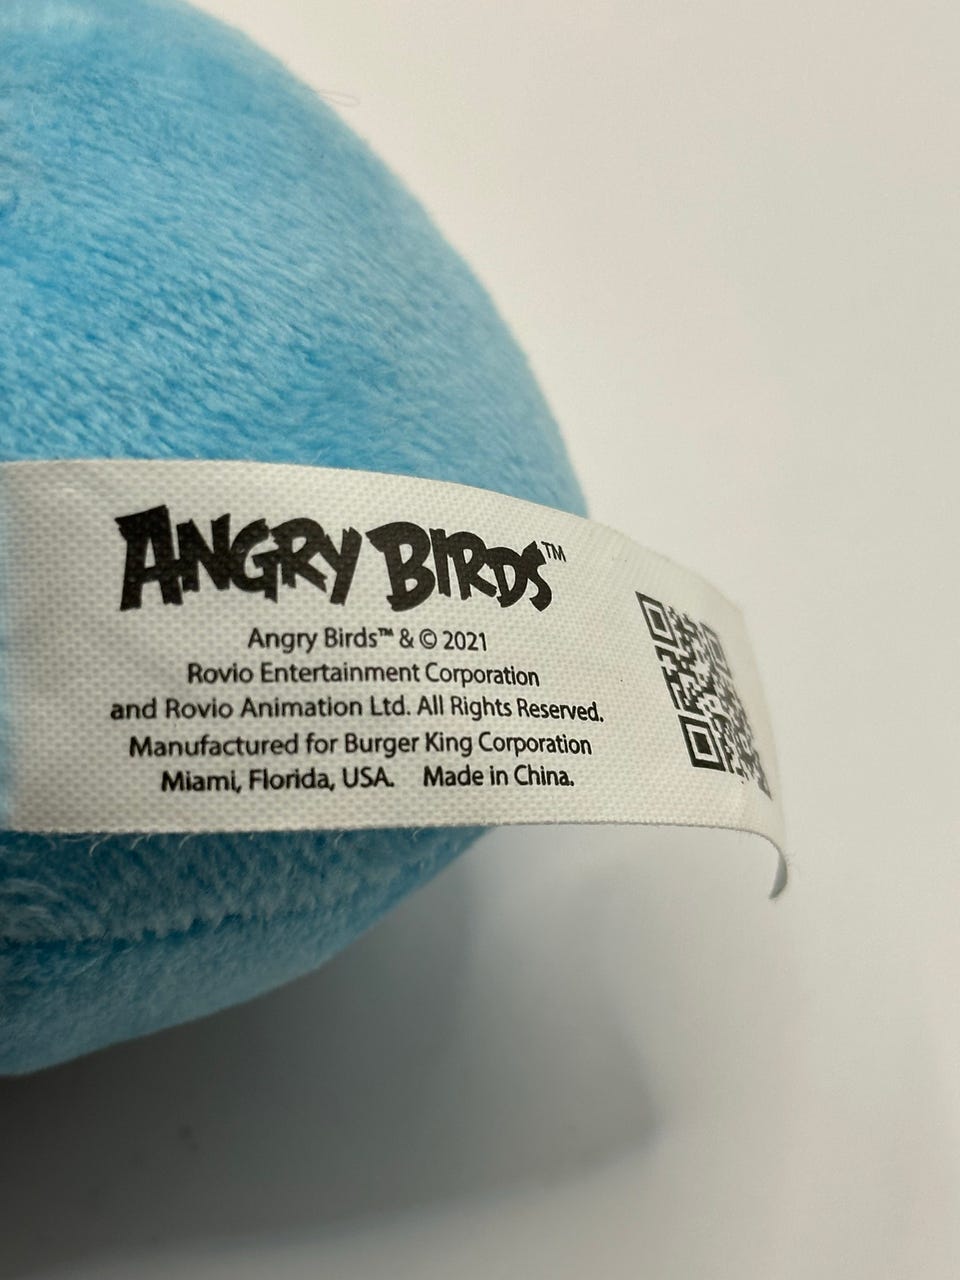 ANGRY BIRDS™
Angry Birds™ & © 2021
Rovio Entertainment Corporation
and Rovio Animation Ltd. All Rights Reserved.
Manufactured for Burger King Corporation
Miami, Florida, USA. Made in China.